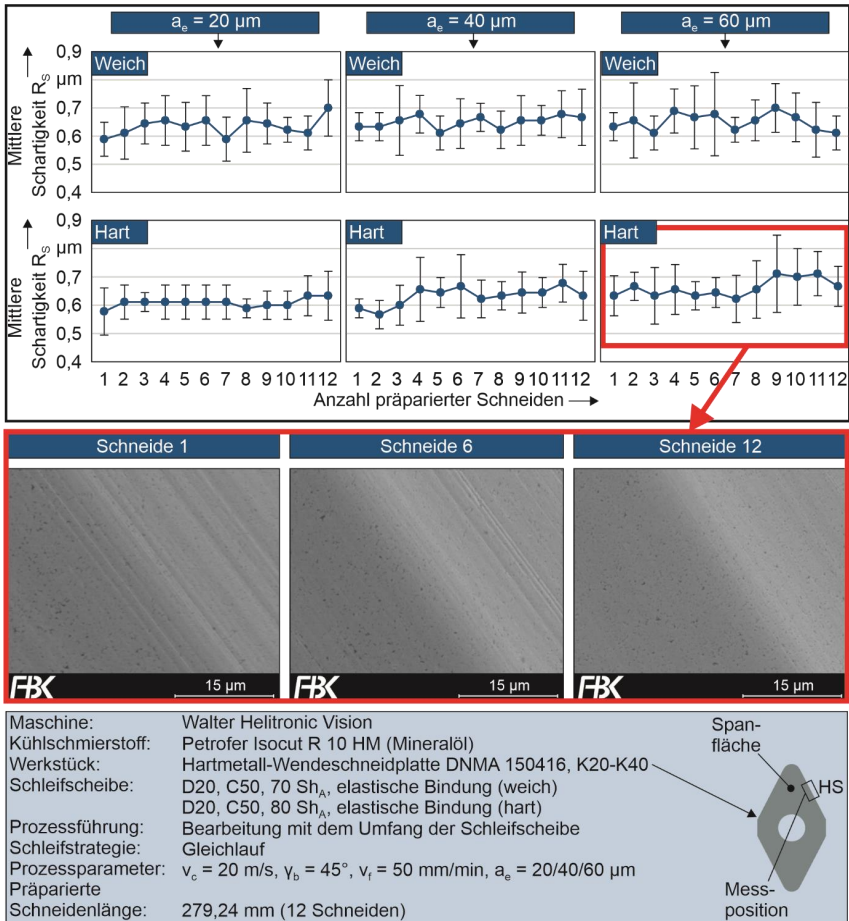 aₑ = 20 µm
aₑ = 40 µm
aₑ = 60 µm
Mittlere
Schartigkeit R_S
0,9
µm
0,7
0,6
0,5
0,4
Weich
Weich
Weich
Mittlere
Schartigkeit R_S
0,9
µm
0,7
0,6
0,5
0,4
Hart
Hart
Hart
1 2 3 4 5 6 7 8 9 10 11 12
1 2 3 4 5 6 7 8 9 10 11 12
1 2 3 4 5 6 7 8 9 10 11 12
Anzahl präparierter Schneiden
Schneide 1
Schneide 6
Schneide 12
FBK 15 µm
FBK 15 µm
FBK 15 µm
Maschine: Walter Helitronic Vision
Kühlschmierstoff: Petrofer Isocut R 10 HM (Mineralöl)
Werkstück: Hartmetall-Wendeschneidplatte DNMA 150416, K20-K40
Schleifscheibe: D20, C50, 70 Sh_A, elastische Bindung (weich)
D20, C50, 80 Sh_A, elastische Bindung (hart)
Prozessführung: Bearbeitung mit dem Umfang der Schleifscheibe
Schleifstrategie: Gleichlauf
Prozessparameter: v_c = 20 m/s, γ_b = 45°, v_f = 50 mm/min, aₑ = 20/40/60 µm
Präparierte
Schneidenlänge: 279,24 mm (12 Schneiden)
Span-
fläche
HS
Mess-
position